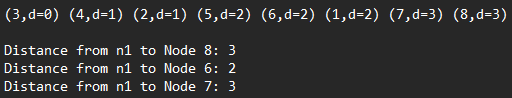 (3,d=0) (4,d=1) (2,d=1) (5,d=2) (6,d=2) (1,d=2) (7,d=3) (8,d=3)
Distance from n1 to Node 8: 3
Distance from n1 to Node 6: 2
Distance from n1 to Node 7: 3